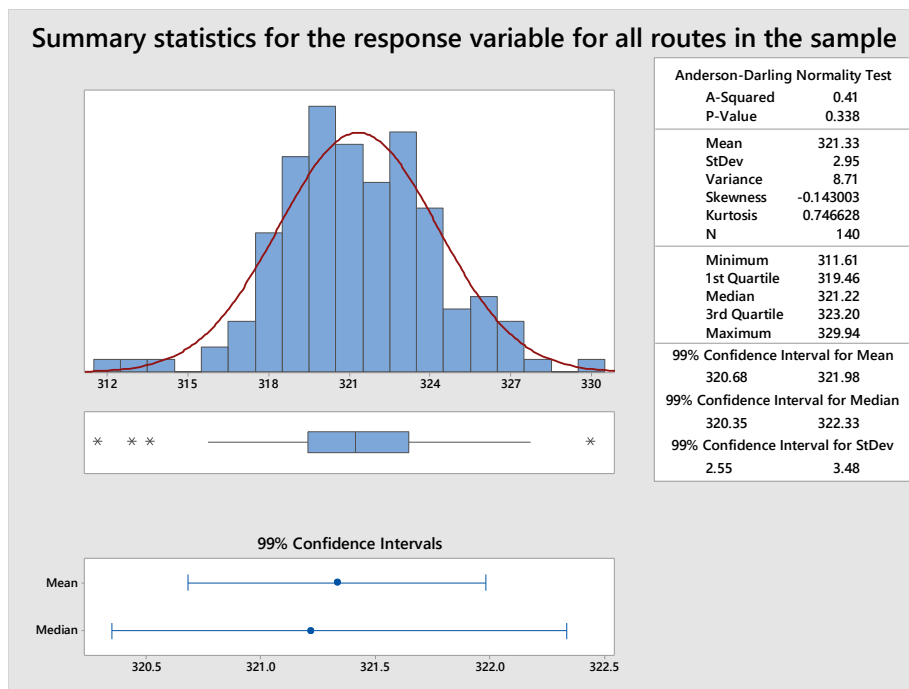 Summary statistics for the response variable for all routes in the sample
312 315 318 321 324 327 330
Anderson-Darling Normality Test
A-Squared 0.41
P-Value 0.338
Mean 321.33
StDev 2.95
Variance 8.71
Skewness -0.143003
Kurtosis 0.746628
N 140
Minimum 311.61
1st Quartile 319.46
Median 321.22
3rd Quartile 323.20
Maximum 329.94
99% Confidence Interval for Mean
320.68 321.98
99% Confidence Interval for Median
320.35 322.33
99% Confidence Interval for StDev
2.55 3.48
99% Confidence Intervals
Mean
Median
320.5 321.0 321.5 322.0 322.5